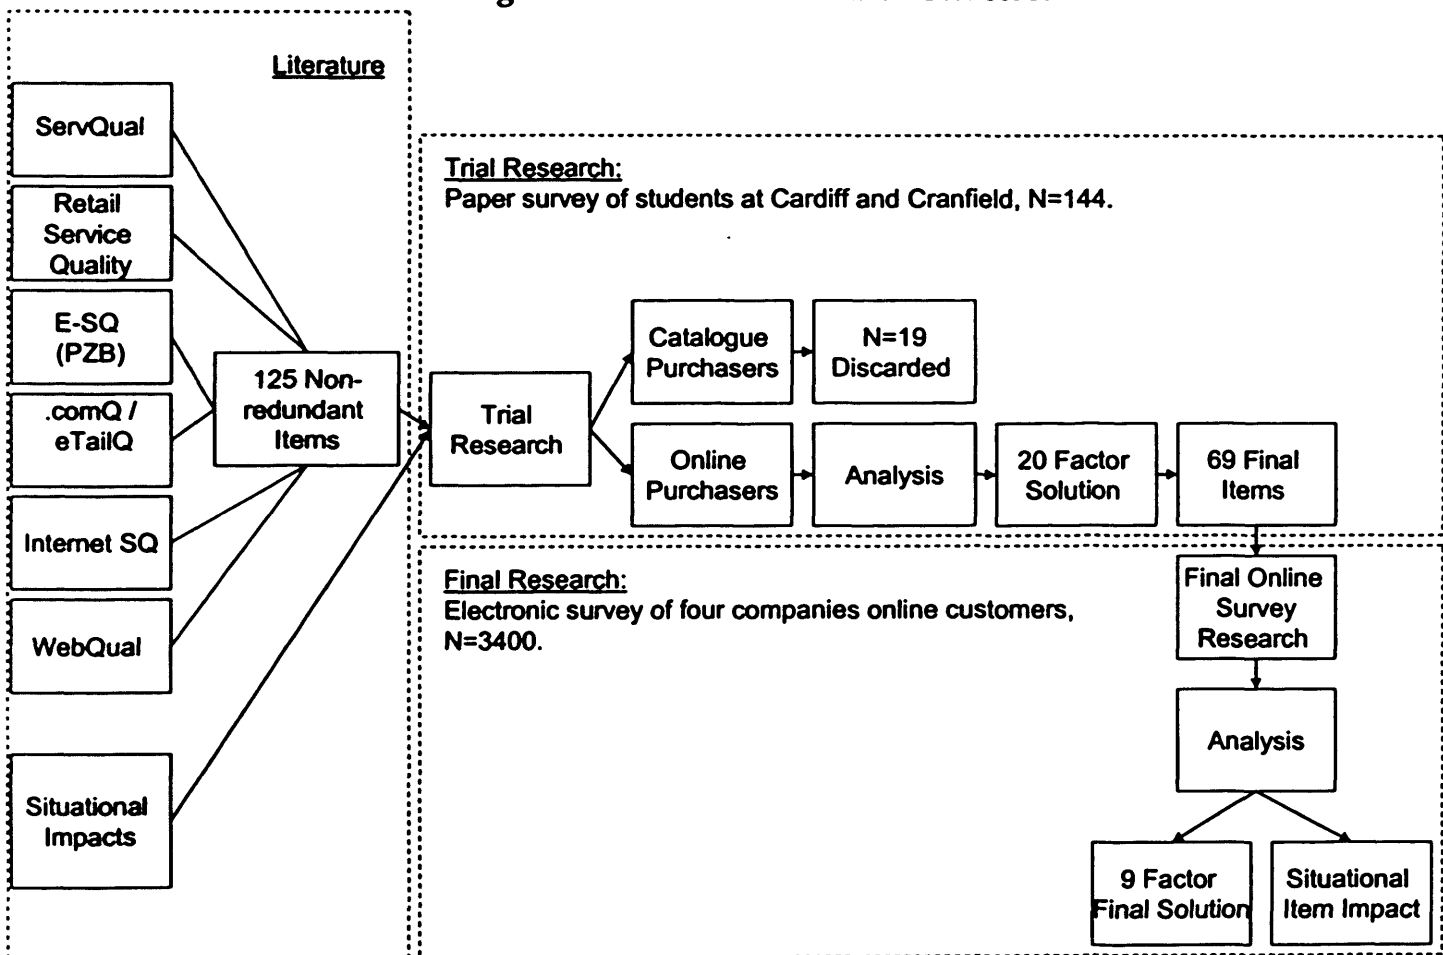 Literature
ServQual
Retail
Service
Quality
E-SQ
(PZB)
.comQ /
eTailQ
Internet SQ
WebQual
Situational
Impacts
125 Non-
redundant
Items
Trial Research:
Paper survey of students at Cardiff and Cranfield, N=144.
Trial
Research
Catalogue
Purchasers
N=19
Discarded
Online
Purchasers
Analysis
20 Factor
Solution
69 Final
Items
Final Research:
Electronic survey of four companies online customers,
N=3400.
Final Online
Survey
Research
Analysis
9 Factor
Final Solution
Situational
Item Impact